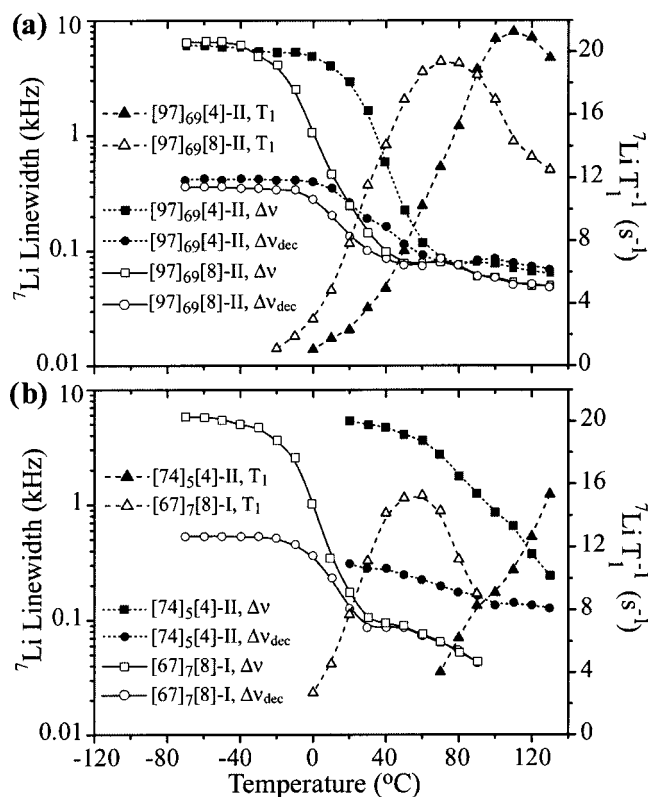 (a)
10
1
0.1
0.01
⁷Li Linewidth (kHz)
[97]₆₉[4]-II, T₁
[97]₆₉[8]-II, T₁
[97]₆₉[4]-II, Δν
[97]₆₉[4]-II, Δν_dec
[97]₆₉[8]-II, Δν
[97]₆₉[8]-II, Δν_dec
20
16
12
8
4
0
⁷Li T₁⁻¹ (s⁻¹)
(b)
10
1
0.1
0.01
⁷Li Linewidth (kHz)
[74]₅[4]-II, T₁
[67]₇[8]-I, T₁
[74]₅[4]-II, Δν
[74]₅[4]-II, Δν_dec
[67]₇[8]-I, Δν
[67]₇[8]-I, Δν_dec
20
16
12
8
4
0
⁷Li T₁⁻¹ (s⁻¹)
-120 -80 -40 0 40 80 120
Temperature (°C)